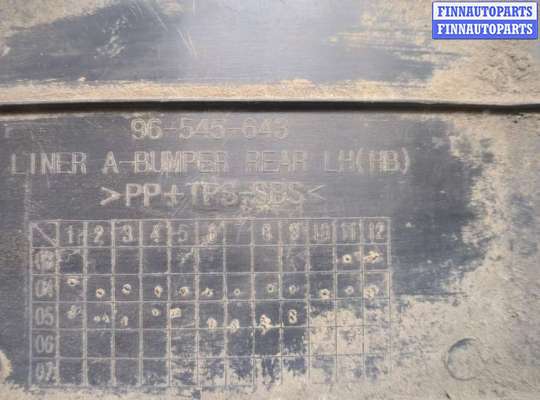 FINNAUTOPARTS
FINNAUTOPARTS
96-545-645
LINER A-BUMPER REAR LH(HB)
>PP+TPS-SBS<
1 2 3 4 5 6 8 9 10 11 12
03
04
05
06
07